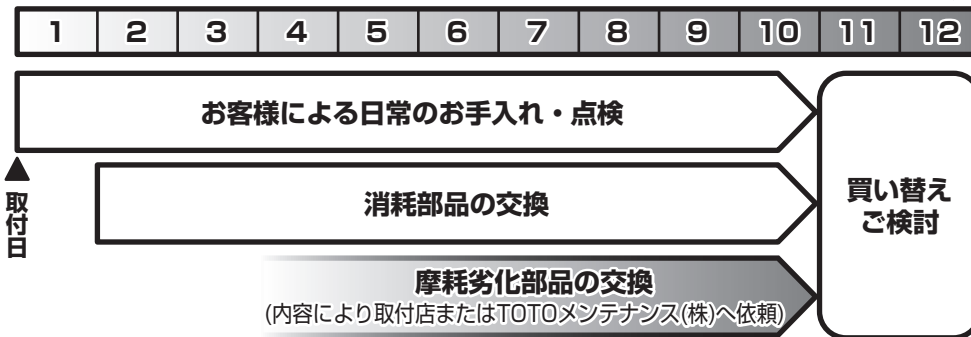 1 2 3 4 5 6 7 8 9 10 11 12
お客様による日常のお手入れ・点検
取付日
消耗部品の交換
摩耗劣化部品の交換
(内容により取付店またはTOTOメンテナンス(株)へ依頼)
買い替え
ご検討